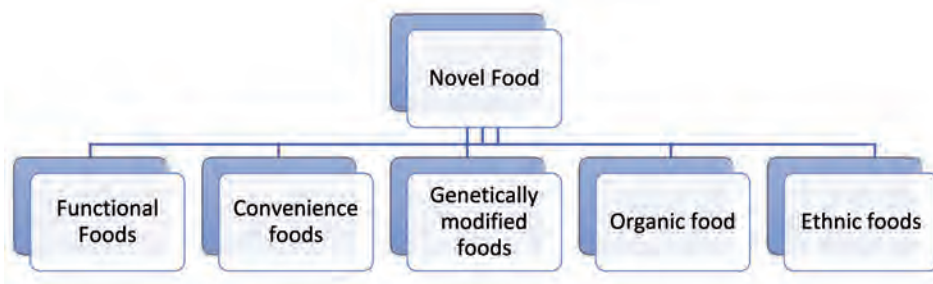 Novel Food
Functional
Foods
Convenience
foods
Genetically
modified
foods
Organic food
Ethnic foods